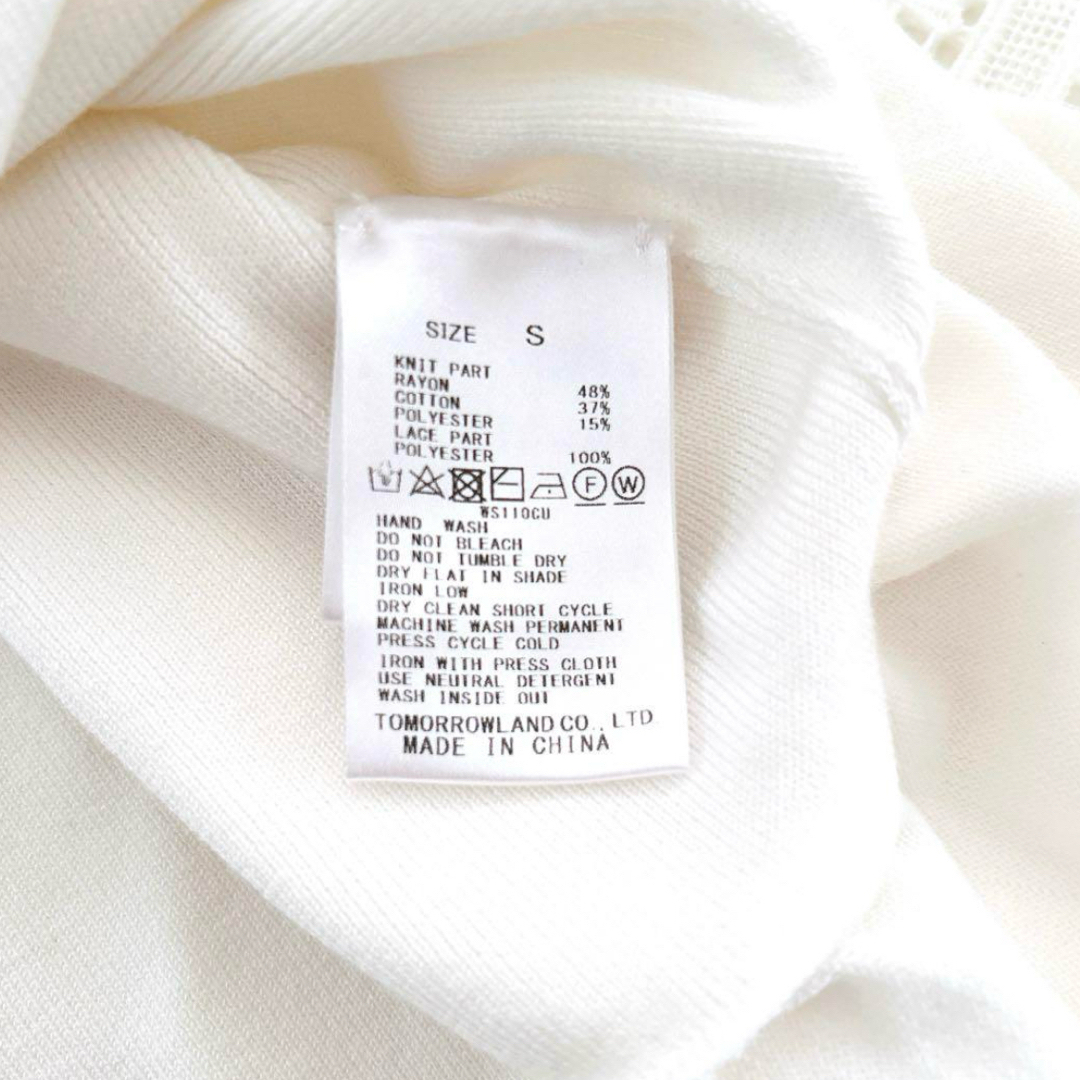 SIZE S
KNIT PART
RAYON 48%
COTTON 37%
POLYESTER 15%
LACE PART
POLYESTER 100%
F W
WS110CU
HAND WASH
DO NOT BLEACH
DO NOT TUMBLE DRY
DRY FLAT IN SHADE
IRON LOW
DRY CLEAN SHORT CYCLE
MACHINE WASH PERMANENT
PRESS CYCLE COLD
IRON WITH PRESS CLOTH
USE NEUTRAL DETERGENT
WASH INSIDE OUT
TOMORROWLAND CO., LTD.
MADE IN CHINA